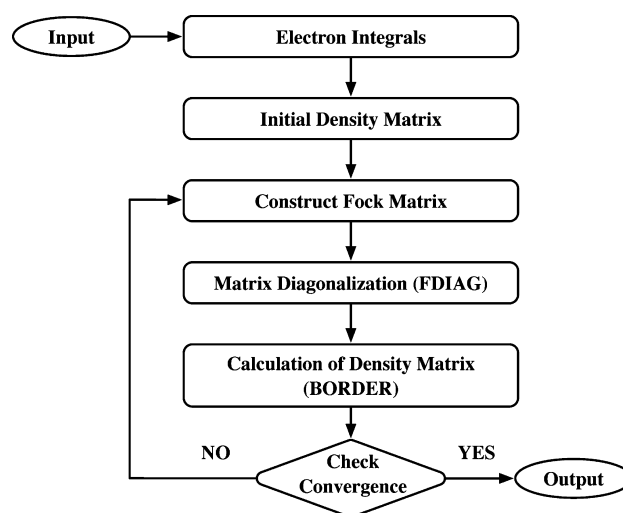 Input
Electron Integrals
Initial Density Matrix
Construct Fock Matrix
Matrix Diagonalization (FDIAG)
Calculation of Density Matrix
(BORDER)
NO
YES
Check
Convergence
Output